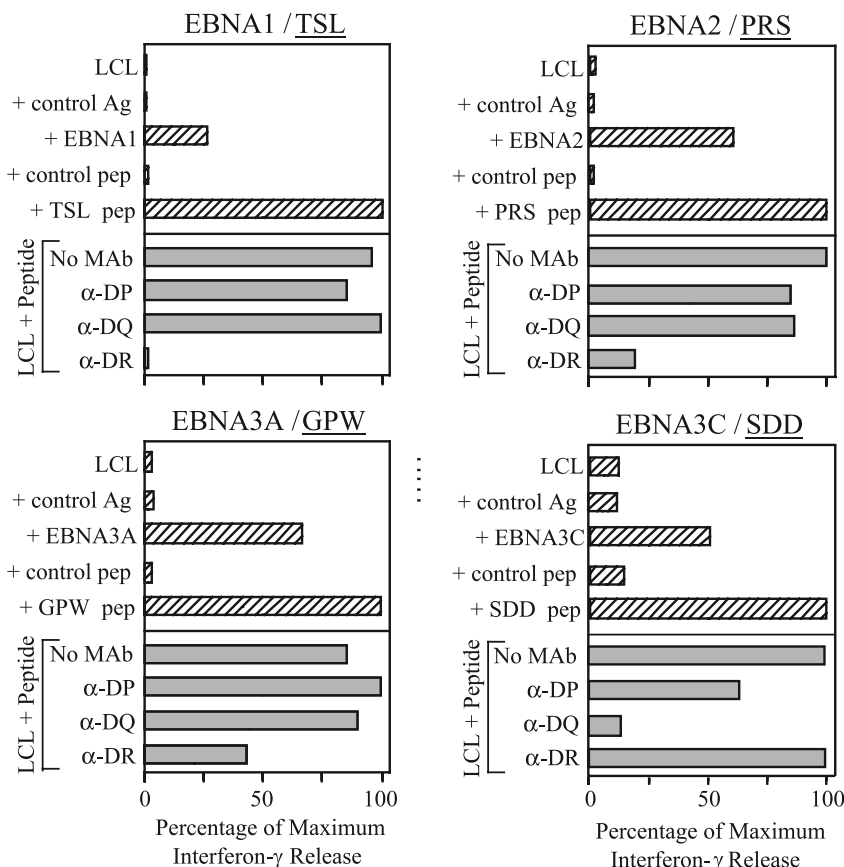 EBNA1 / TSL
LCL
+ control Ag
+ EBNA1
+ control pep
+ TSL pep
LCL + Peptide
No MAb
α-DP
α-DQ
α-DR
EBNA2 / PRS
LCL
+ control Ag
+ EBNA2
+ control pep
+ PRS pep
LCL + Peptide
No MAb
α-DP
α-DQ
α-DR
EBNA3A / GPW
LCL
+ control Ag
+ EBNA3A
+ control pep
+ GPW pep
LCL + Peptide
No MAb
α-DP
α-DQ
α-DR
0 50 100
Percentage of Maximum
Interferon-γ Release
EBNA3C / SDD
LCL
+ control Ag
+ EBNA3C
+ control pep
+ SDD pep
LCL + Peptide
No MAb
α-DP
α-DQ
α-DR
0 50 100
Percentage of Maximum
Interferon-γ Release